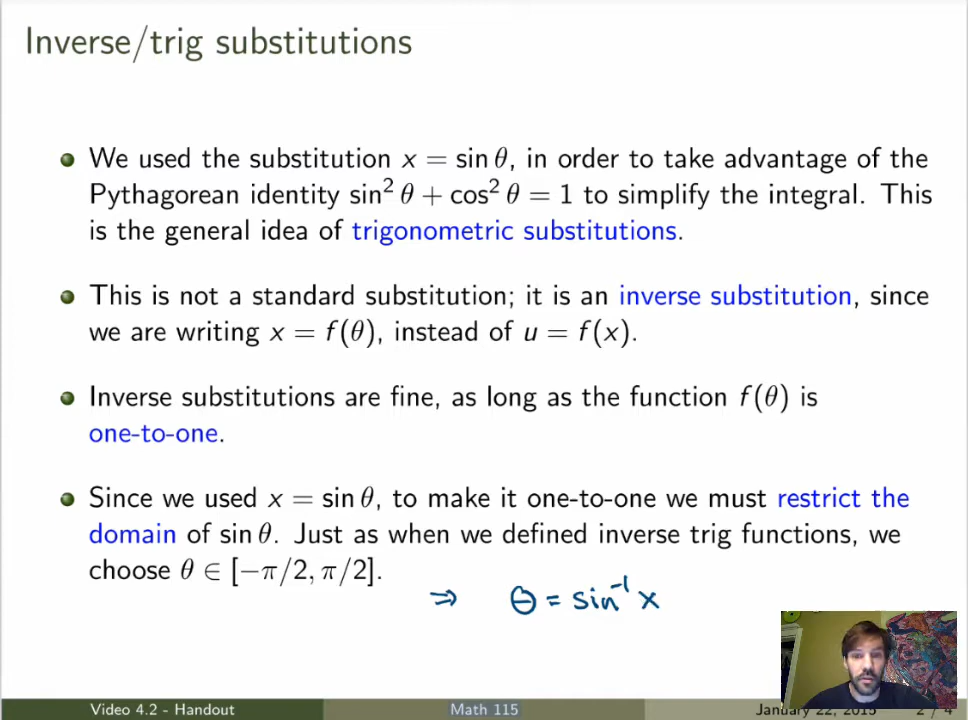 Inverse/trig substitutions
We used the substitution x = sin θ, in order to take advantage of the
Pythagorean identity sin² θ + cos² θ = 1 to simplify the integral. This
is the general idea of trigonometric substitutions.
This is not a standard substitution; it is an inverse substitution, since
we are writing x = f(θ), instead of u = f(x).
Inverse substitutions are fine, as long as the function f(θ) is
one-to-one.
Since we used x = sin θ, to make it one-to-one we must restrict the
domain of sin θ. Just as when we defined inverse trig functions, we
choose θ ∈ [−π/2, π/2].
⇒ θ = sin⁻¹ x
Video 4.2 - Handout Math 115 January 22, 2015 2 / 4